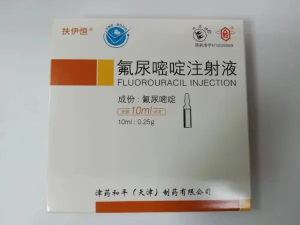 扶伊恒
氟尿嘧啶注射液
FLUOROURACIL INJECTION
成份:氟尿嘧啶
10ml
10ml:0.25g
津药和平(天津)制药有限公司